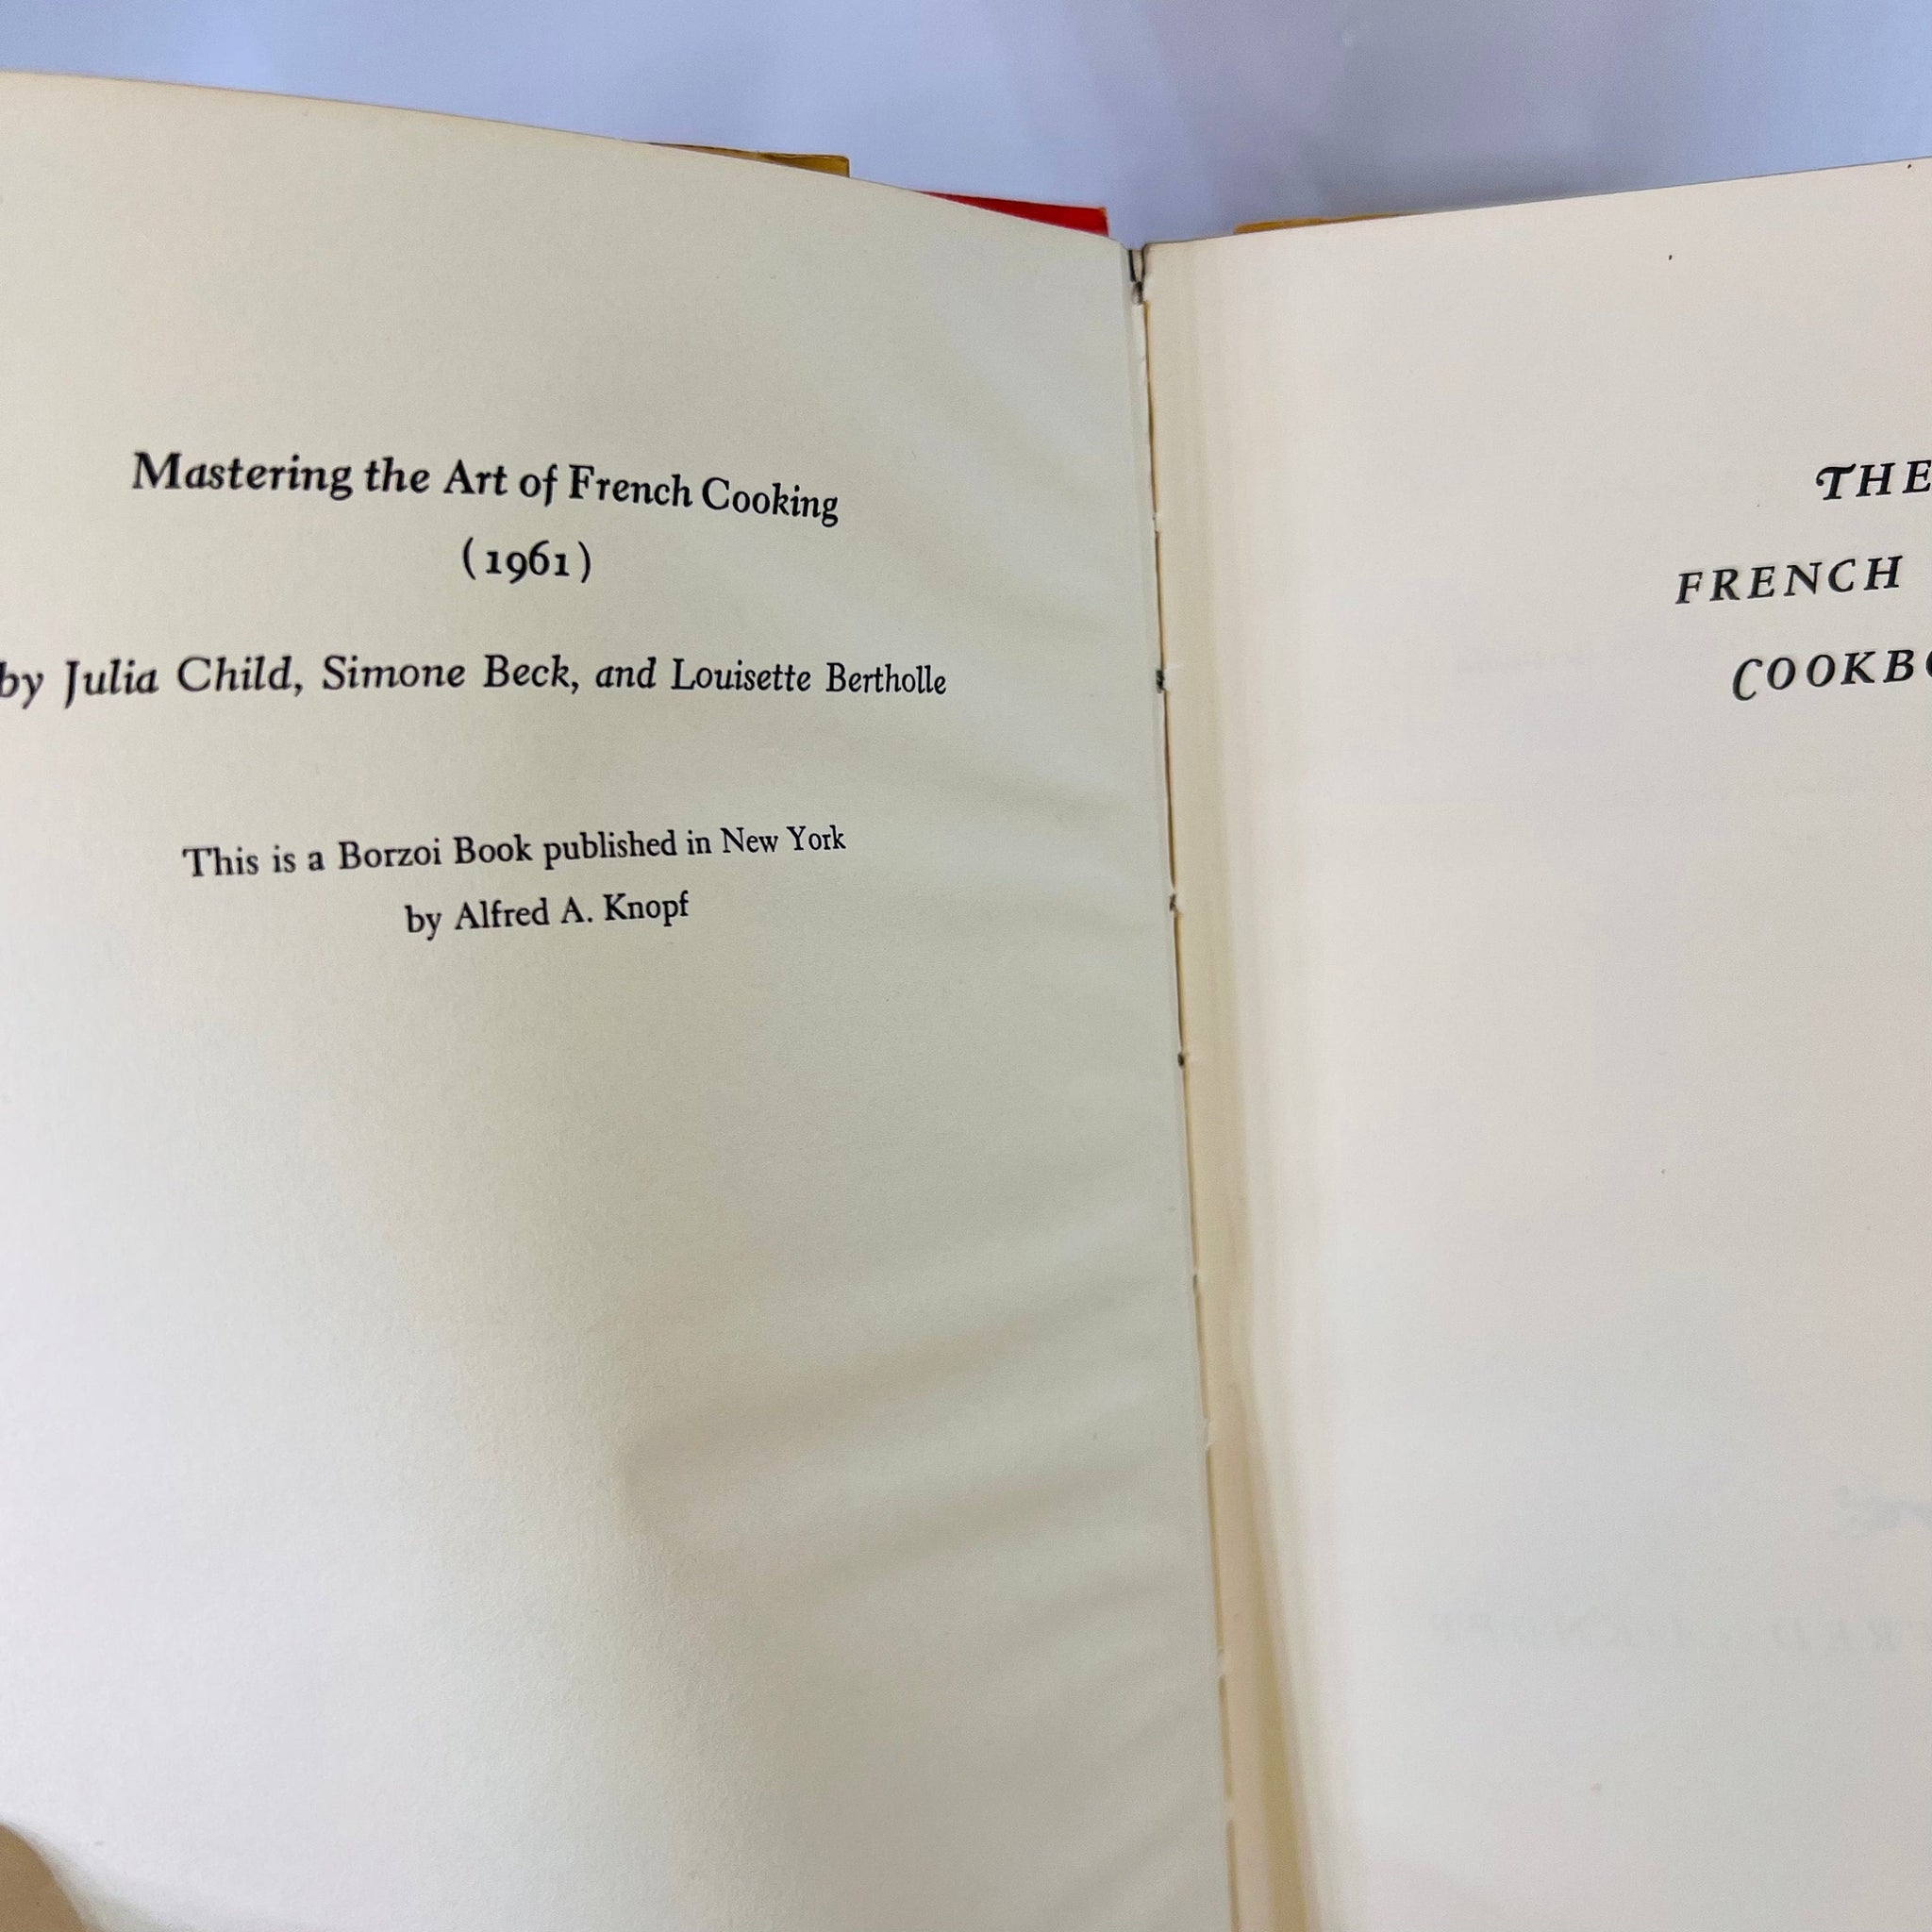 Mastering the Art of French Cooking
(1961)
by Julia Child, Simone Beck, and Louisette Bertholle
This is a Borzoi Book published in New York
by Alfred A. Knopf
THE
FRENCH